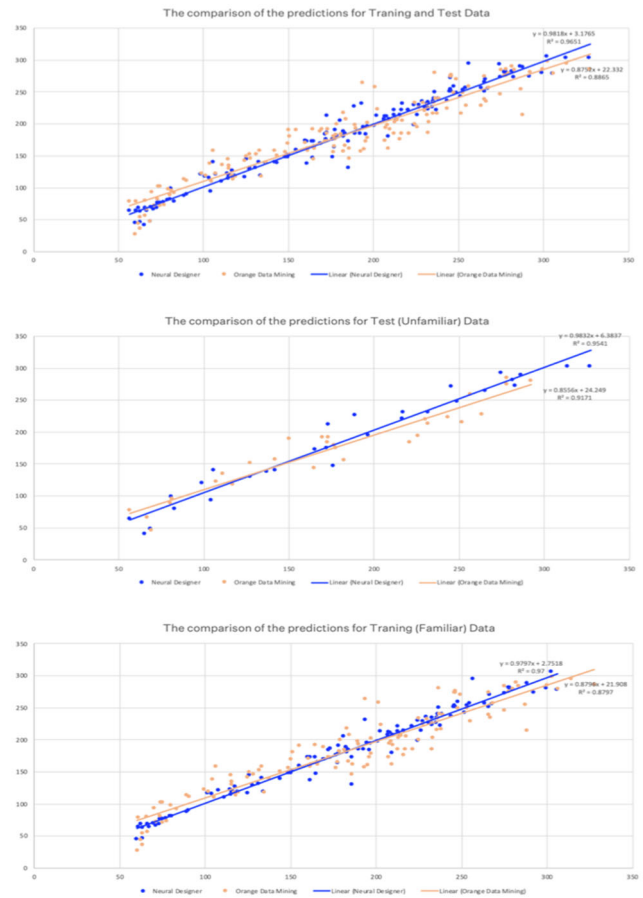 The comparison of the predictions for Traning and Test Data
350
300
250
200
150
100
50
0
y = 0.9818x + 3.1765
R² = 0.9651
y = 0.8752x + 22.332
R² = 0.8865
0 50 100 150 200 250 300 350
Neural Designer Orange Data Mining Linear (Neural Designer) Linear (Orange Data Mining)
The comparison of the predictions for Test (Unfamiliar) Data
350
300
250
200
150
100
50
0
y = 0.9832x + 6.3837
R² = 0.9541
y = 0.8556x + 24.249
R² = 0.9171
0 50 100 150 200 250 300 350
Neural Designer Orange Data Mining Linear (Neural Designer) Linear (Orange Data Mining)
The comparison of the predictions for Traning (Familiar) Data
350
300
250
200
150
100
50
0
y = 0.9797x + 2.7518
R² = 0.97
R² = 0.8797
0 50 100 150 200 250 300 350
Neural Designer Orange Data Mining Linear (Neural Designer) Linear (Orange Data Mining)